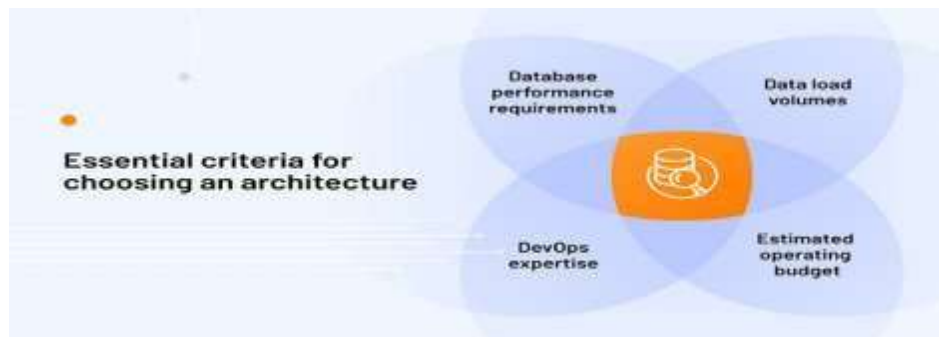 Essential criteria for
choosing an architecture
Database
performance
requirements
Data load
volumes
DevOps
expertise
Estimated
operating
budget